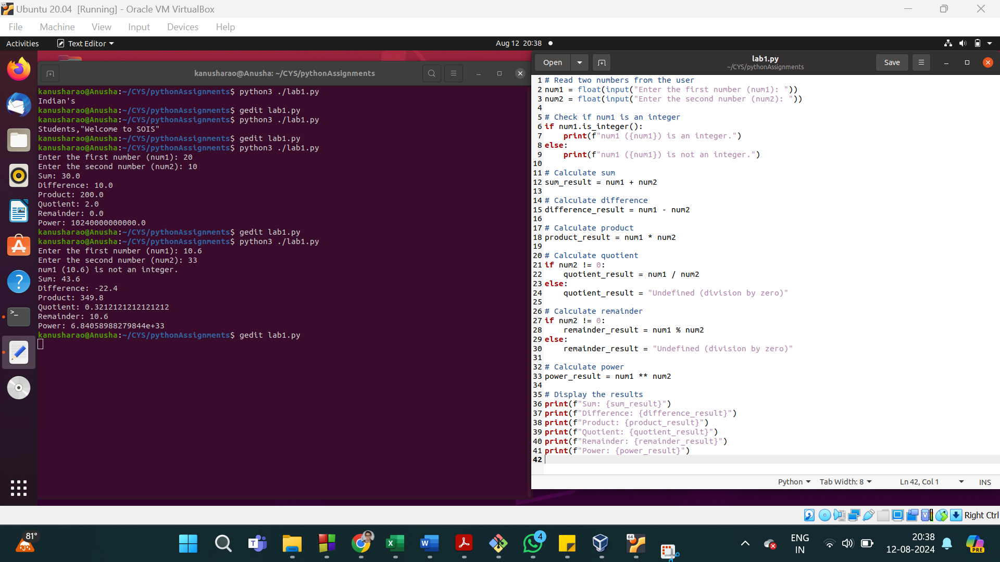 Ubuntu 20.04 [Running] - Oracle VM VirtualBox
File Machine View Input Devices Help
Activities Text Editor Aug 12 20:38
kanusharao@Anusha: ~/CYS/pythonAssignments
kanusharao@Anusha:~/CYS/pythonAssignments$ python3 ./lab1.py
Indian's
kanusharao@Anusha:~/CYS/pythonAssignments$ gedit lab1.py
kanusharao@Anusha:~/CYS/pythonAssignments$ python3 ./lab1.py
Students,"Welcome to SOIS"
kanusharao@Anusha:~/CYS/pythonAssignments$ gedit lab1.py
kanusharao@Anusha:~/CYS/pythonAssignments$ python3 ./lab1.py
Enter the first number (num1): 20
Enter the second number (num2): 10
Sum: 30.0
Difference: 10.0
Product: 200.0
Quotient: 2.0
Remainder: 0.0
Power: 10240000000000.0
kanusharao@Anusha:~/CYS/pythonAssignments$ gedit lab1.py
kanusharao@Anusha:~/CYS/pythonAssignments$ python3 ./lab1.py
Enter the first number (num1): 10.6
Enter the second number (num2): 33
num1 (10.6) is not an integer.
Sum: 43.6
Difference: -22.4
Product: 349.8
Quotient: 0.3212121212121212
Remainder: 10.6
Power: 6.84058988279844e+33
kanusharao@Anusha:~/CYS/pythonAssignments$ gedit lab1.py
Open lab1.py Save
~/CYS/pythonAssignments
1 # Read two numbers from the user
2 num1 = float(input("Enter the first number (num1): "))
3 num2 = float(input("Enter the second number (num2): "))
4
5 # Check if num1 is an integer
6 if num1.is_integer():
7     print(f"num1 ({num1}) is an integer.")
8 else:
9     print(f"num1 ({num1}) is not an integer.")
10
11 # Calculate sum
12 sum_result = num1 + num2
13
14 # Calculate difference
15 difference_result = num1 - num2
16
17 # Calculate product
18 product_result = num1 * num2
19
20 # Calculate quotient
21 if num2 != 0:
22     quotient_result = num1 / num2
23 else:
24     quotient_result = "Undefined (division by zero)"
25
26 # Calculate remainder
27 if num2 != 0:
28     remainder_result = num1 % num2
29 else:
30     remainder_result = "Undefined (division by zero)"
31
32 # Calculate power
33 power_result = num1 ** num2
34
35 # Display the results
36 print(f"Sum: {sum_result}")
37 print(f"Difference: {difference_result}")
38 print(f"Product: {product_result}")
39 print(f"Quotient: {quotient_result}")
40 print(f"Remainder: {remainder_result}")
41 print(f"Power: {power_result}")
42
Python Tab Width: 8 Ln 42, Col 1 INS
Right Ctrl
81° 4 64 ENG 20:38
IN 12-08-2024 PRE